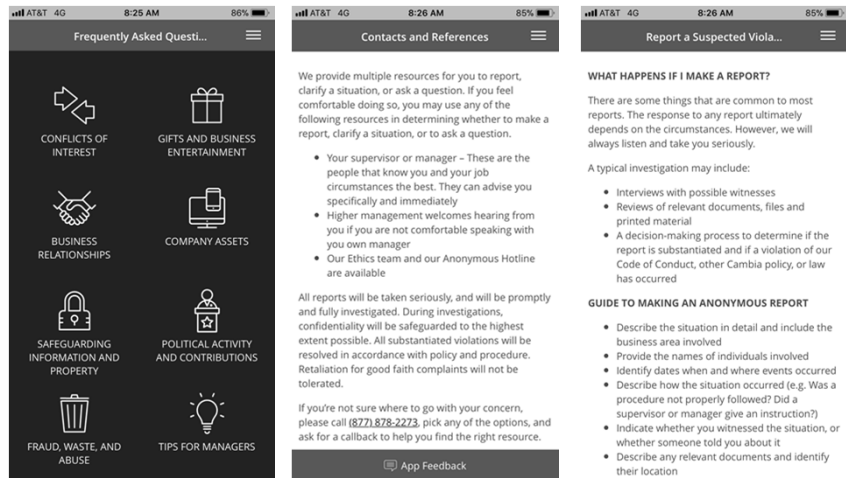 AT&T 4G 8:25 AM 86%
Frequently Asked Questi...
CONFLICTS OF
INTEREST
GIFTS AND BUSINESS
ENTERTAINMENT
BUSINESS
RELATIONSHIPS
COMPANY ASSETS
SAFEGUARDING
INFORMATION AND
PROPERTY
POLITICAL ACTIVITY
AND CONTRIBUTIONS
FRAUD, WASTE, AND
ABUSE
TIPS FOR MANAGERS
AT&T 4G 8:26 AM 85%
Contacts and References
We provide multiple resources for you to report,
clarify a situation, or ask a question. If you feel
comfortable doing so, you may use any of the
following resources in determining whether to make a
report, clarify a situation, or to ask a question.
• Your supervisor or manager – These are the
people that know you and your job
circumstances the best. They can advise you
specifically and immediately
• Higher management welcomes hearing from
you if you are not comfortable speaking with
you own manager
• Our Ethics team and our Anonymous Hotline
are available
All reports will be taken seriously, and will be promptly
and fully investigated. During investigations,
confidentiality will be safeguarded to the highest
extent possible. All substantiated violations will be
resolved in accordance with policy and procedure.
Retaliation for good faith complaints will not be
tolerated.
If you're not sure where to go with your concern,
please call (877) 878-2273, pick any of the options, and
ask for a callback to help you find the right resource.
App Feedback
AT&T 4G 8:26 AM 85%
Report a Suspected Viola...
WHAT HAPPENS IF I MAKE A REPORT?
There are some things that are common to most
reports. The response to any report ultimately
depends on the circumstances. However, we will
always listen and take you seriously.
A typical investigation may include:
• Interviews with possible witnesses
• Reviews of relevant documents, files and
printed material
• A decision-making process to determine if the
report is substantiated and if a violation of our
Code of Conduct, other Cambia policy, or law
has occurred
GUIDE TO MAKING AN ANONYMOUS REPORT
• Describe the situation in detail and include the
business area involved
• Provide the names of individuals involved
• Identify dates when and where events occurred
• Describe how the situation occurred (e.g. Was a
procedure not properly followed? Did a
supervisor or manager give an instruction?)
• Indicate whether you witnessed the situation, or
whether someone told you about it
• Describe any relevant documents and identify
their location